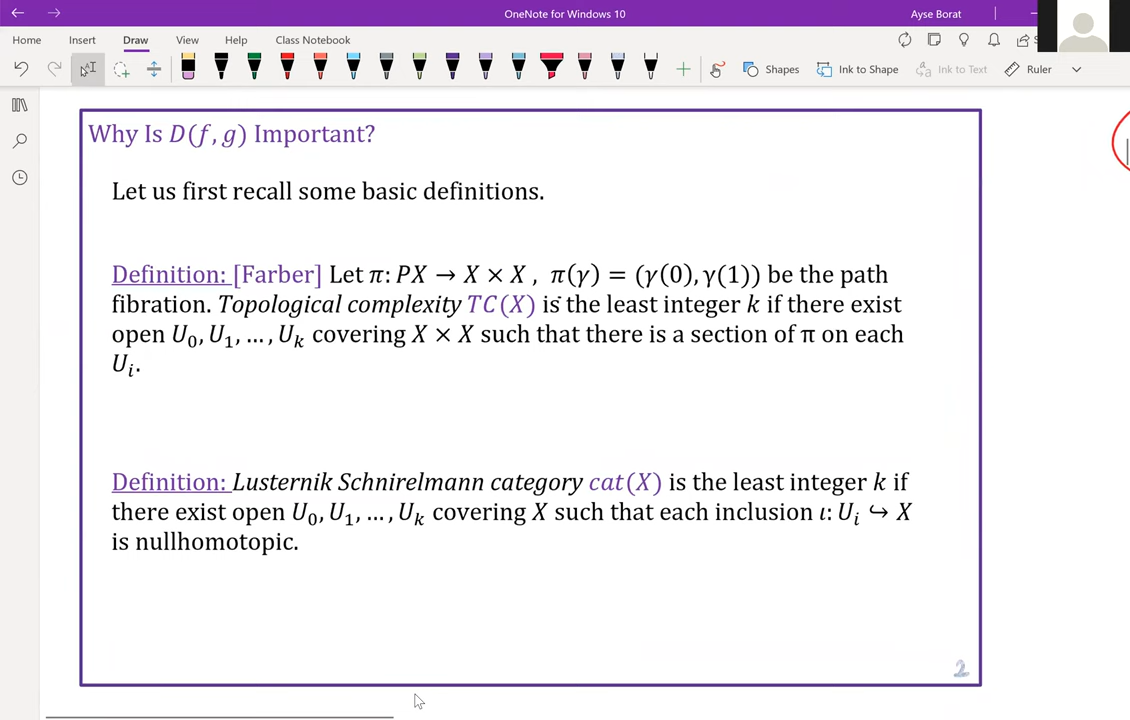 OneNote for Windows 10
Ayse Borat
Home Insert Draw View Help Class Notebook
Shapes Ink to Shape Ink to Text Ruler
Why Is D(f,g) Important?
Let us first recall some basic definitions.
Definition: [Farber] Let π: PX → X × X , π(γ) = (γ(0), γ(1)) be the path
fibration. Topological complexity TC(X) is the least integer k if there exist
open U₀, U₁, … , Uₖ covering X × X such that there is a section of π on each
Uᵢ.
Definition: Lusternik Schnirelmann category cat(X) is the least integer k if
there exist open U₀, U₁, … , Uₖ covering X such that each inclusion ι: Uᵢ ↪ X
is nullhomotopic.
2